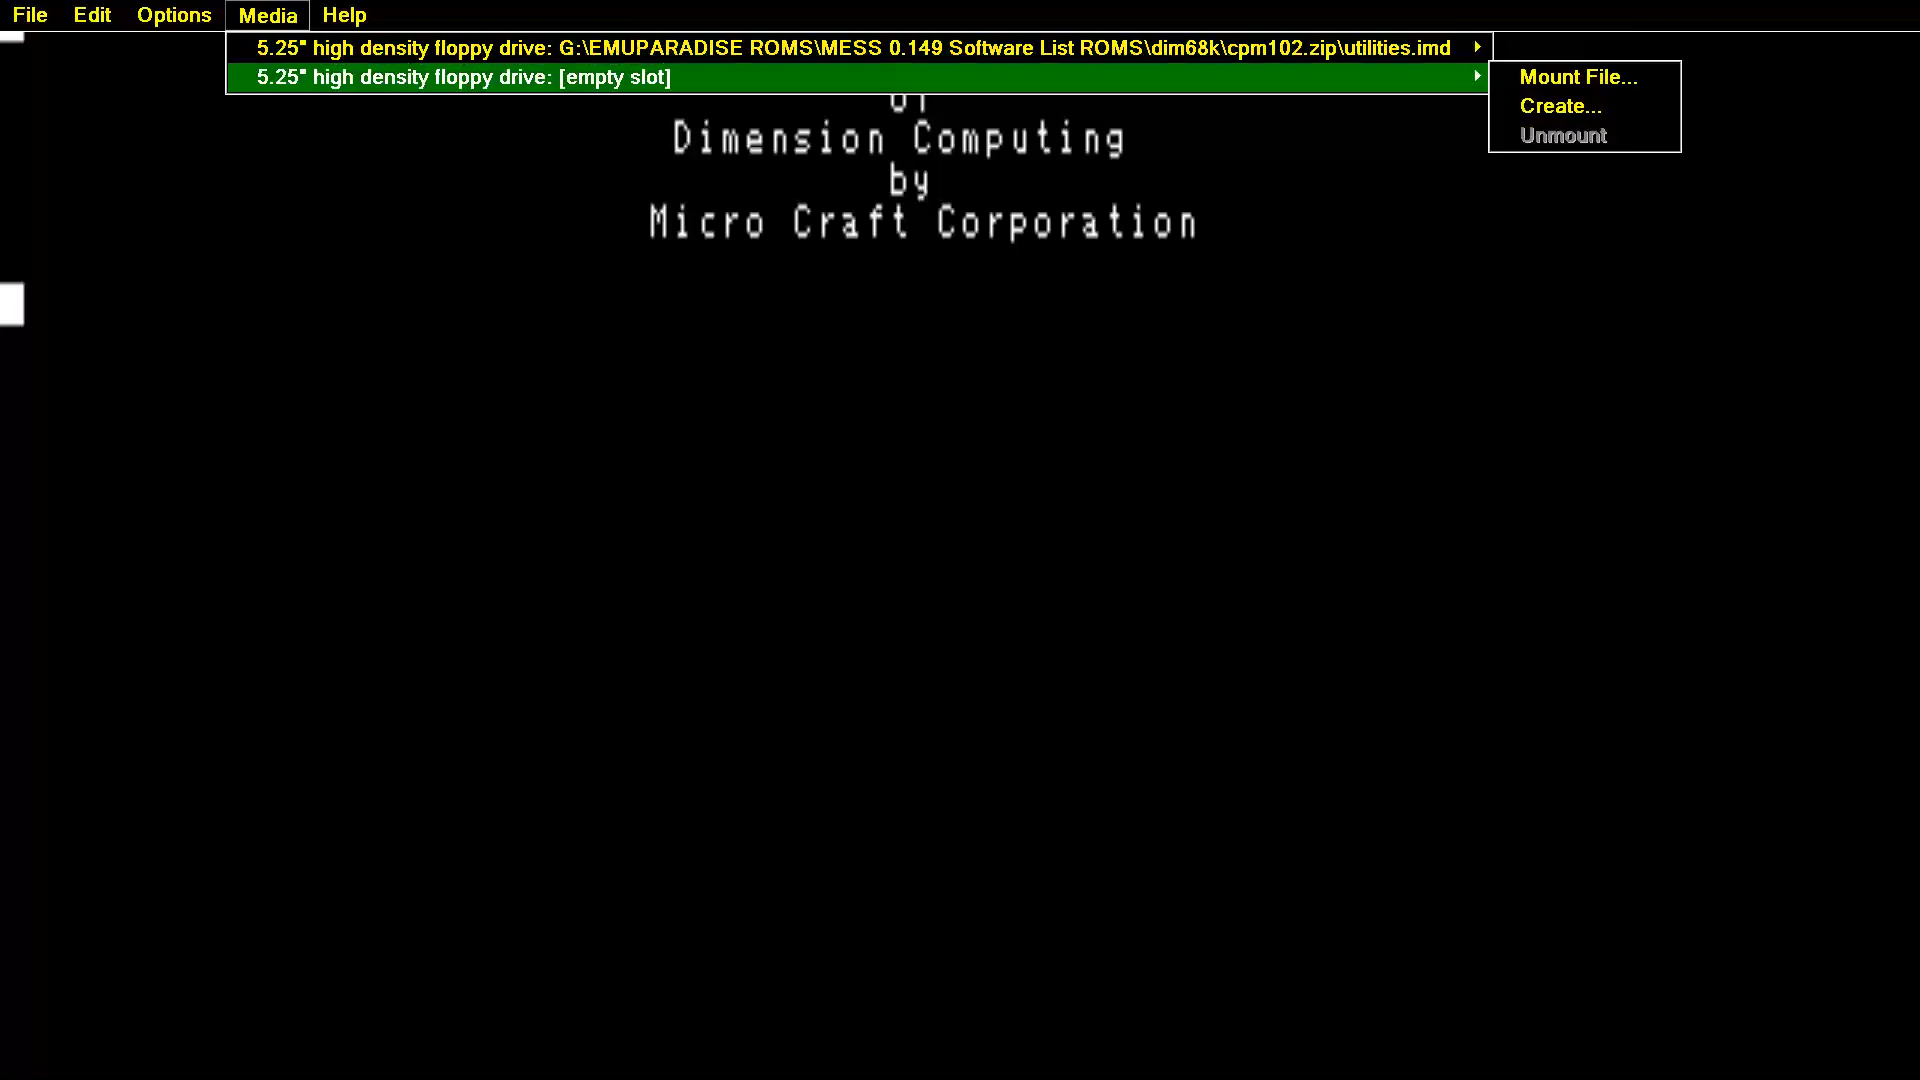 File Edit Options Media Help
5.25" high density floppy drive: G:\EMUPARADISE ROMS\MESS 0.149 Software List ROMS\dim68k\cpm102.zip\utilities.imd
5.25" high density floppy drive: [empty slot]
Mount File...
Create...
Unmount
Dimension Computing
by
Micro Craft Corporation